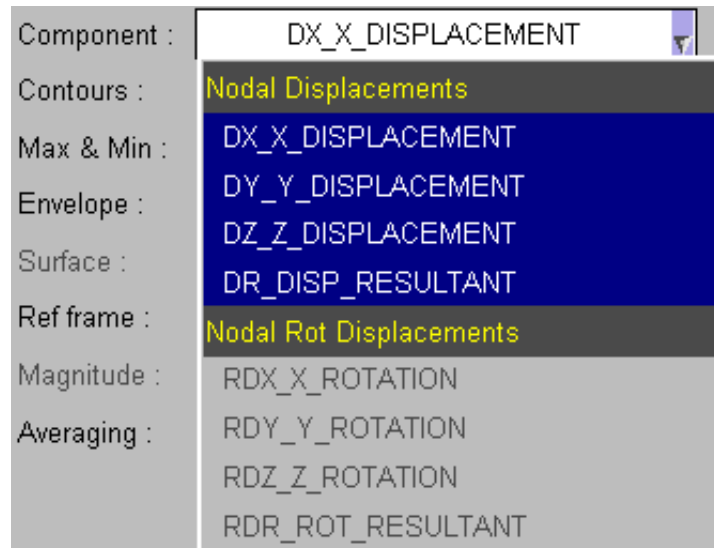 Component : DX_X_DISPLACEMENT
Contours : Nodal Displacements
Max & Min : DX_X_DISPLACEMENT
Envelope : DY_Y_DISPLACEMENT
DZ_Z_DISPLACEMENT
Surface : DR_DISP_RESULTANT
Ref frame : Nodal Rot Displacements
Magnitude : RDX_X_ROTATION
Averaging : RDY_Y_ROTATION
RDZ_Z_ROTATION
RDR_ROT_RESULTANT